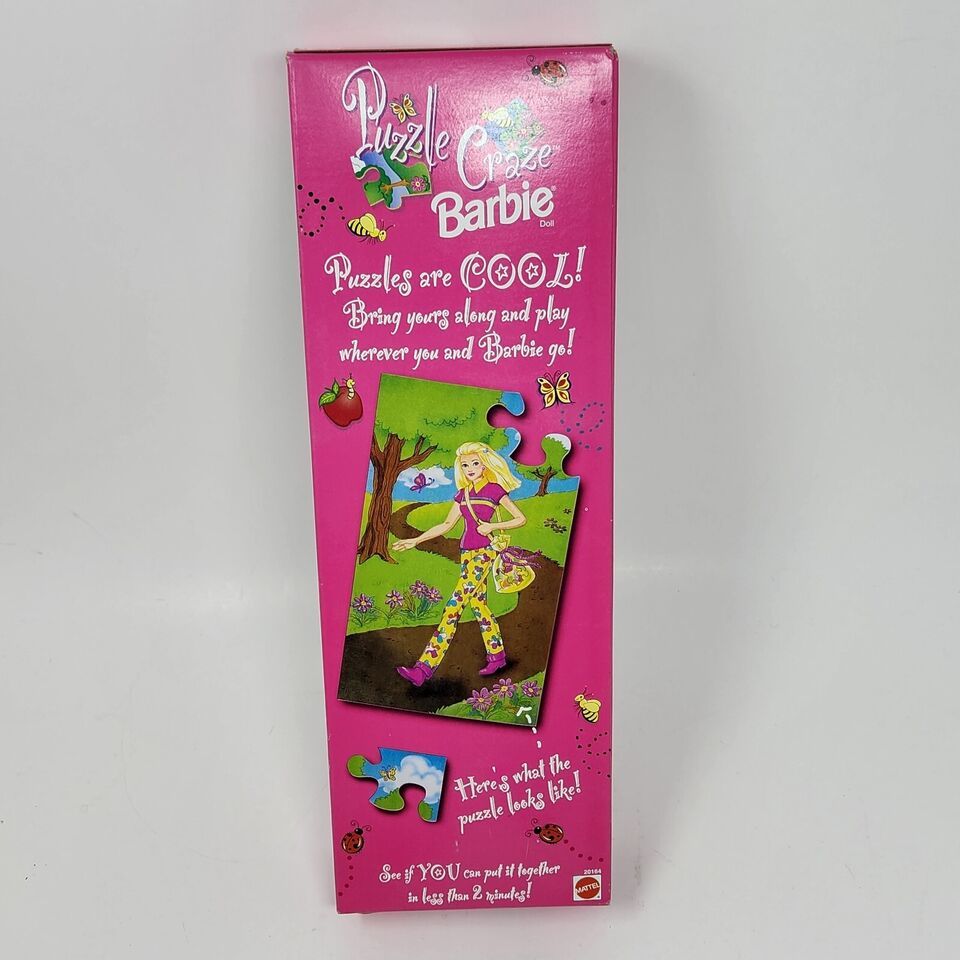 Puzzle
Craze™
Barbie®
Doll
Puzzles are COOL!
Bring yours along and play
wherever you and Barbie go!
Here's what the
puzzle looks like!
See if YOU can put it together
in less than 2 minutes!
20164
MATTEL